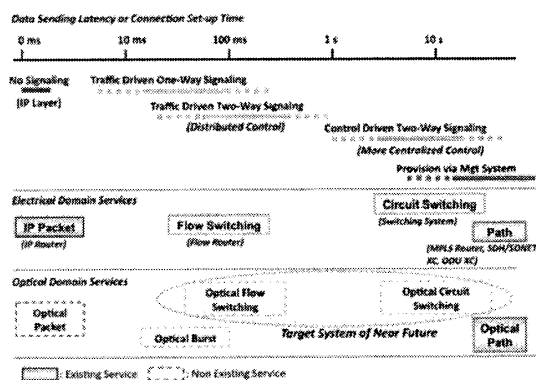 Data Sending Latency or Connection Set-up Time
0 ms 10 ms 100 ms 1 s 10 s
No Signaling
(IP Layer)
Traffic Driven One-Way Signaling
Traffic Driven Two-Way Signaling
(Distributed Control)
Control Driven Two-Way Signaling
(More Centralized Control)
Provision via Mgt System
Electrical Domain Services
IP Packet
(IP Router)
Flow Switching
(Flow Router)
Circuit Switching
(Switching System)
Path
(MPLS Router, SDH/SONET
XC, ODU XC)
Optical Domain Services
Optical
Packet
Optical Flow
Switching
Optical Circuit
Switching
Optical Burst
Target System of Near Future
Optical
Path
: Existing Service : Non Existing Service